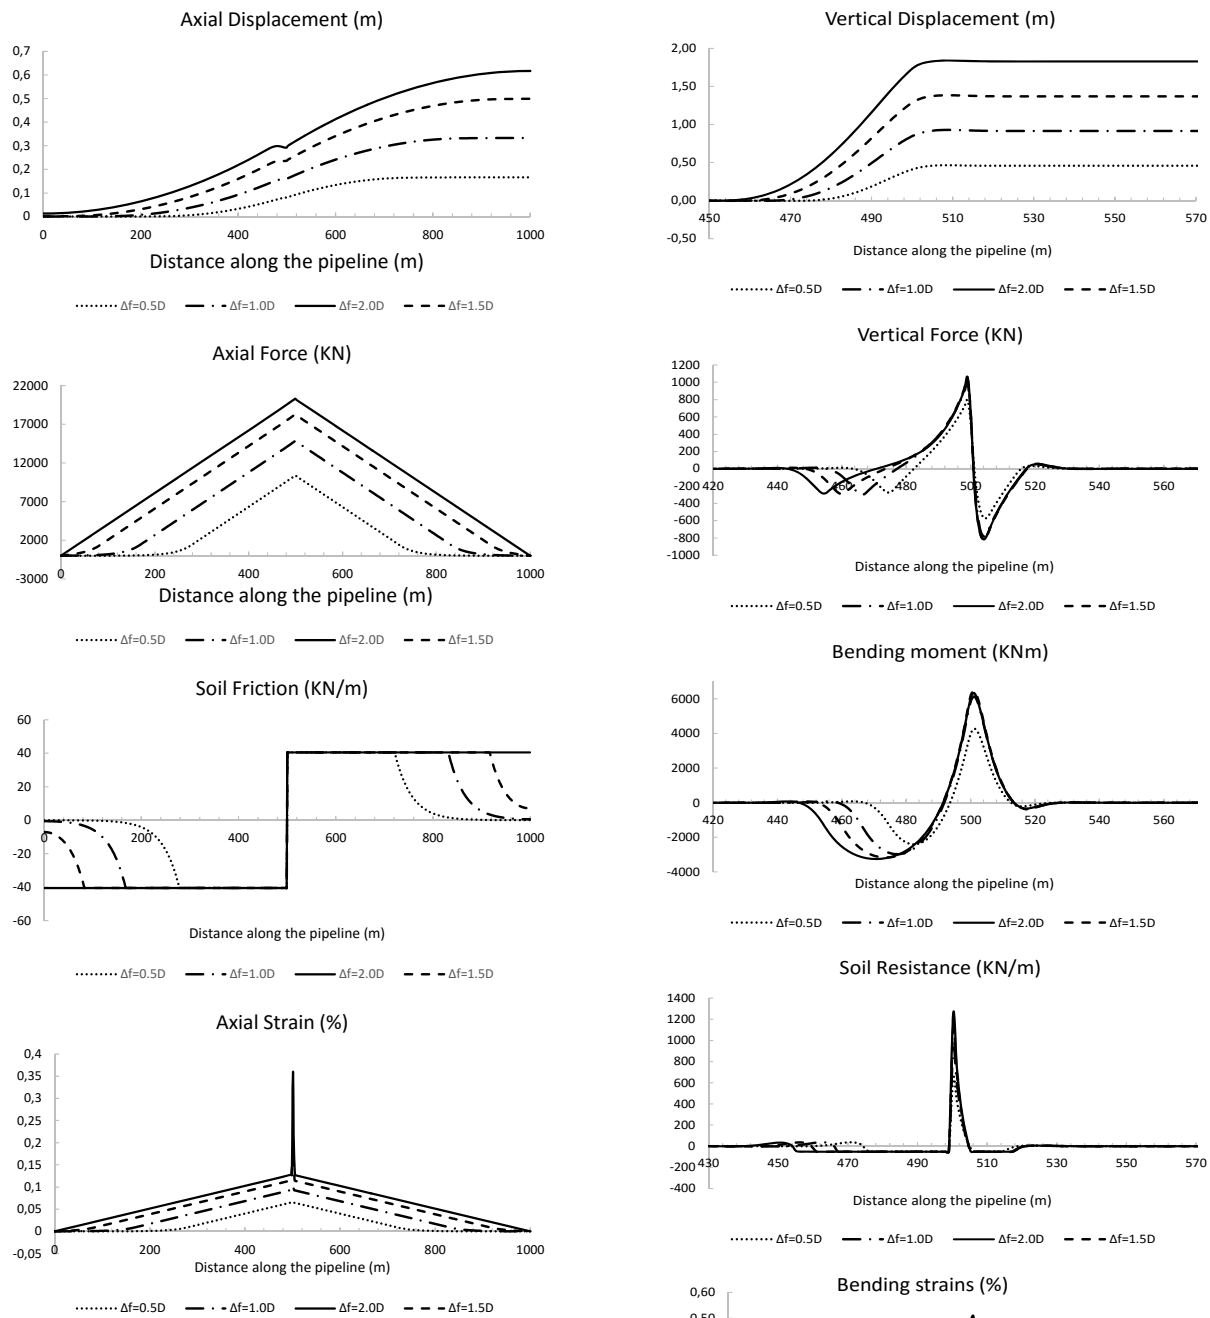 Axial Displacement (m)
0,7
0,6
0,5
0,4
0,3
0,2
0,1
0
0 200 400 600 800 1000
Distance along the pipeline (m)
Δf=0.5D Δf=1.0D Δf=2.0D Δf=1.5D
Axial Force (KN)
22000
17000
12000
7000
2000
-3000
0 200 400 600 800 1000
Distance along the pipeline (m)
Δf=0.5D Δf=1.0D Δf=2.0D Δf=1.5D
Soil Friction (KN/m)
60
40
20
0
-20
-40
-60
0 200 400 600 800 1000
Distance along the pipeline (m)
Δf=0.5D Δf=1.0D Δf=2.0D Δf=1.5D
Axial Strain (%)
0,4
0,35
0,3
0,25
0,2
0,15
0,1
0,05
0
-0,05
0 200 400 600 800 1000
Distance along the pipeline (m)
Δf=0.5D Δf=1.0D Δf=2.0D Δf=1.5D
Vertical Displacement (m)
2,00
1,50
1,00
0,50
0,00
-0,50
450 470 490 510 530 550 570
Distance along the pipeline (m)
Δf=0.5D Δf=1.0D Δf=2.0D Δf=1.5D
Vertical Force (KN)
1200
1000
800
600
400
200
0
-200
-400
-600
-800
-1000
420 440 460 480 500 520 540 560
Distance along the pipeline (m)
Δf=0.5D Δf=1.0D Δf=2.0D Δf=1.5D
Bending moment (KNm)
6000
4000
2000
0
-2000
-4000
420 440 460 480 500 520 540 560
Distance along the pipeline (m)
Δf=0.5D Δf=1.0D Δf=2.0D Δf=1.5D
Soil Resistance (KN/m)
1400
1200
1000
800
600
400
200
0
-200
-400
430 450 470 490 510 530 550 570
Distance along the pipeline (m)
Δf=0.5D Δf=1.0D Δf=2.0D Δf=1.5D
Bending strains (%)
0,60